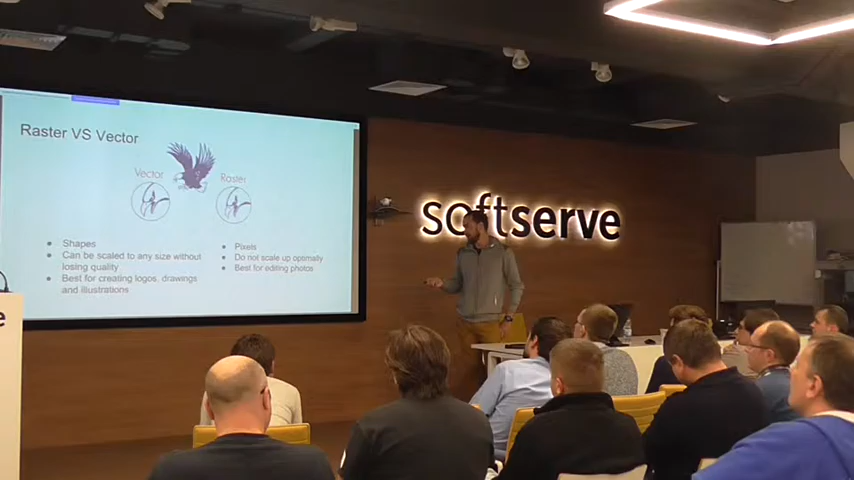 Raster VS Vector
Vector
Raster
• Shapes
• Can be scaled to any size without
losing quality
• Best for creating logos, drawings
and illustrations
• Pixels
• Do not scale up optimally
• Best for editing photos
softserve
e